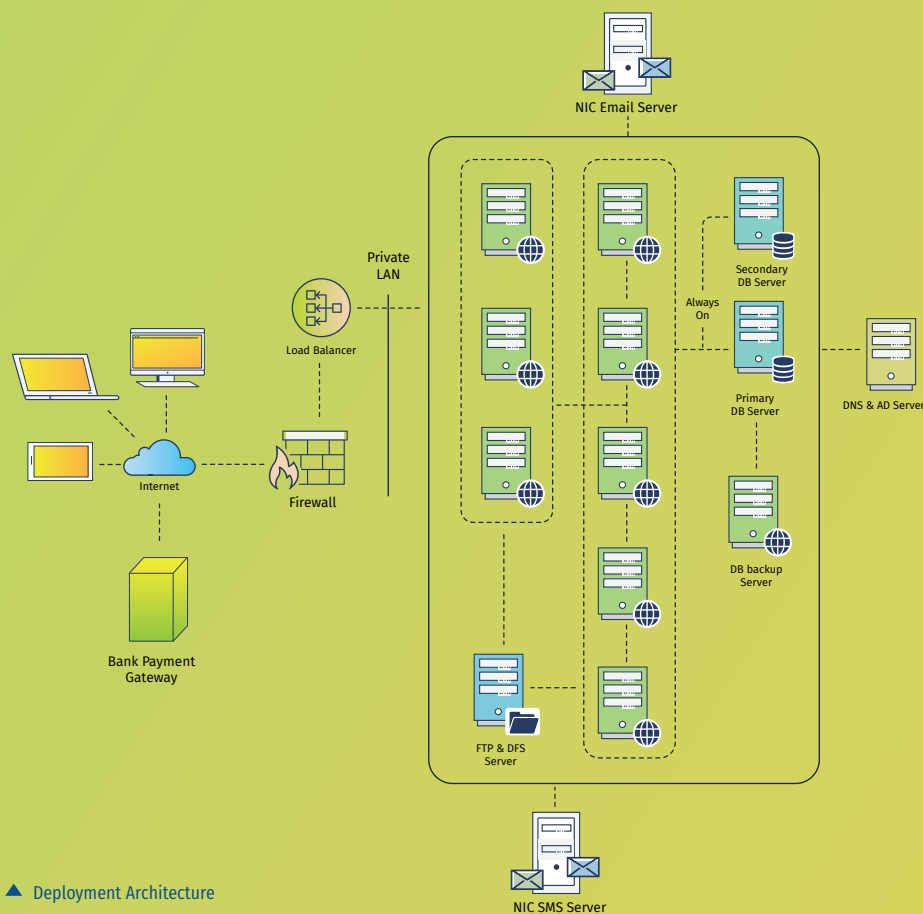 NIC Email Server
Private
LAN
Secondary
DB Server
Always
On
Load Balancer
Primary
DB Server
DNS & AD Server
Internet
Firewall
DB backup
Server
Bank Payment
Gateway
FTP & DFS
Server
Deployment Architecture
NIC SMS Server